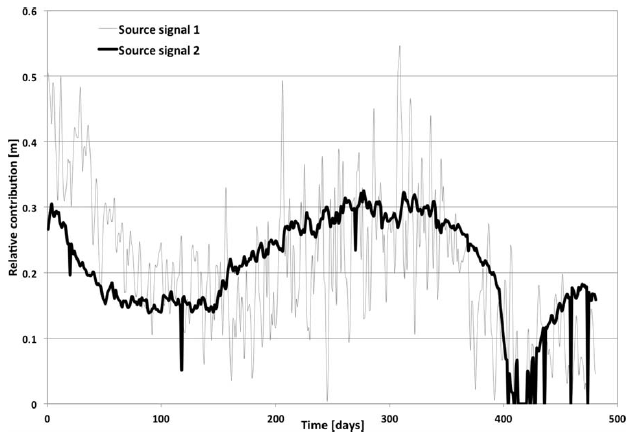 0.6
Source signal 1
Source signal 2
0.5
0.4
0.3
0.2
0.1
0
Relative contribution [m]
0 100 200 300 400 500
Time [days]